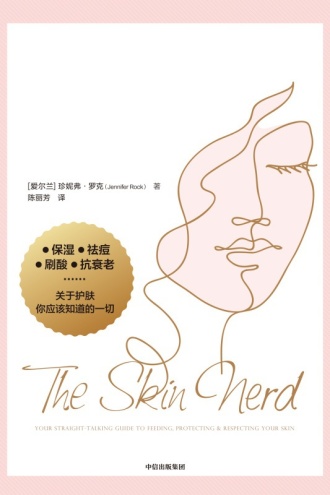 [爱尔兰] 珍妮弗·罗克 (Jennifer Rock) 著
陈丽芳 译
●保湿 ●祛痘
●刷酸 ●抗衰老
……
关于护肤
你应该知道的一切
The Skin Nerd
YOUR STRAIGHT-TALKING GUIDE TO FEEDING, PROTECTING & RESPECTING YOUR SKIN
中信出版集团